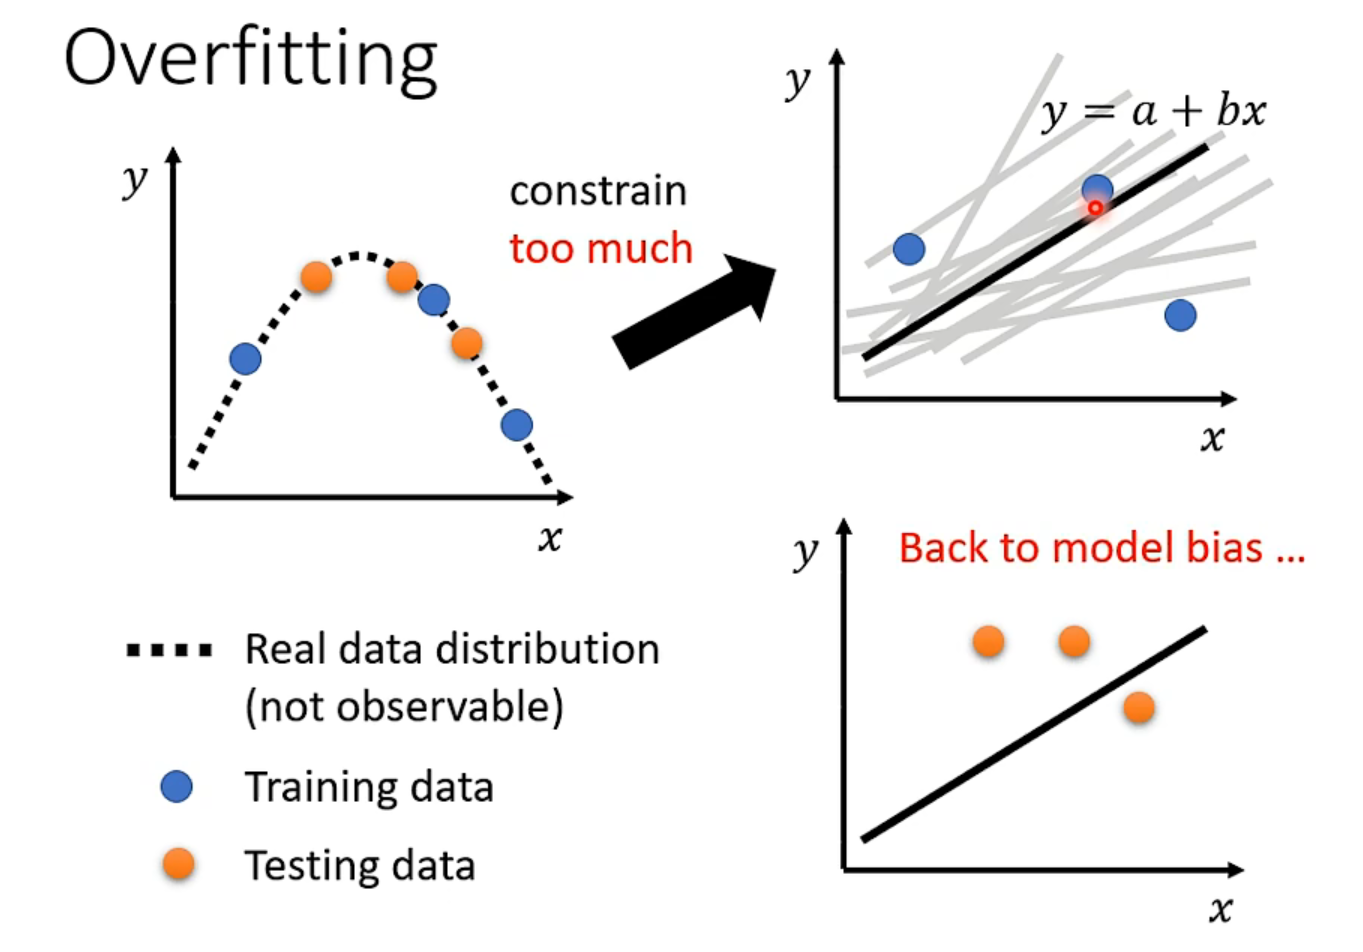 Overfitting
y
x
constrain
too much
y
y = a + bx
x
y
Back to model bias ...
x
Real data distribution
(not observable)
Training data
Testing data